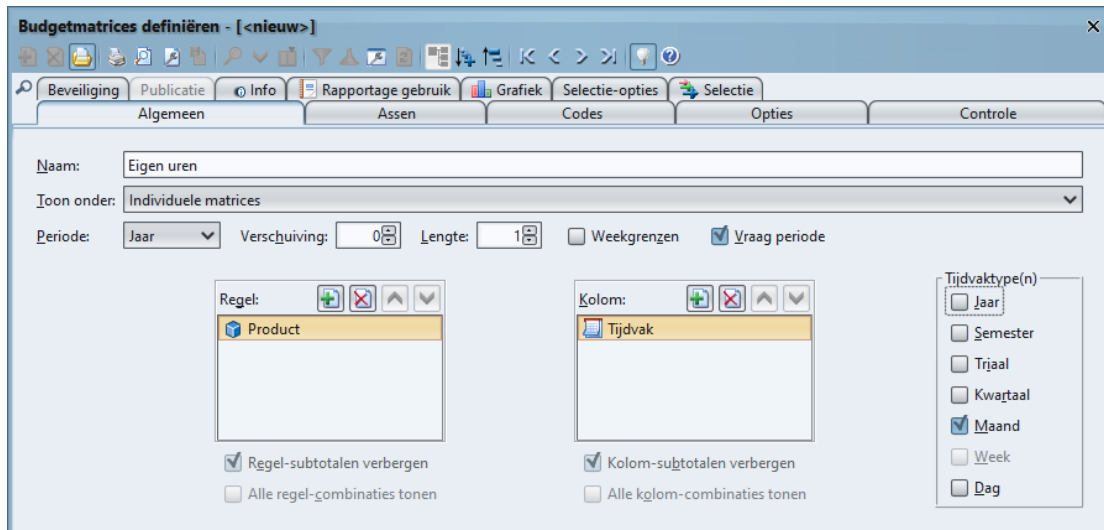 Budgetmatrices definiëren - [<nieuw>]
Beveiliging Publicatie Info Rapportage gebruik Grafiek Selectie-opties Selectie
Algemeen Assen Codes Opties Controle
Naam: Eigen uren
Toon onder: Individuele matrices
Periode: Jaar Verschuiving: 0 Lengte: 1 Weekgrenzen Vraag periode
Regel:
Product
Regel-subtotalen verbergen
Alle regel-combinaties tonen
Kolom:
Tijdvak
Kolom-subtotalen verbergen
Alle kolom-combinaties tonen
Tijdvaktype(n)
Jaar
Semester
Triaal
Kwartaal
Maand
Week
Dag